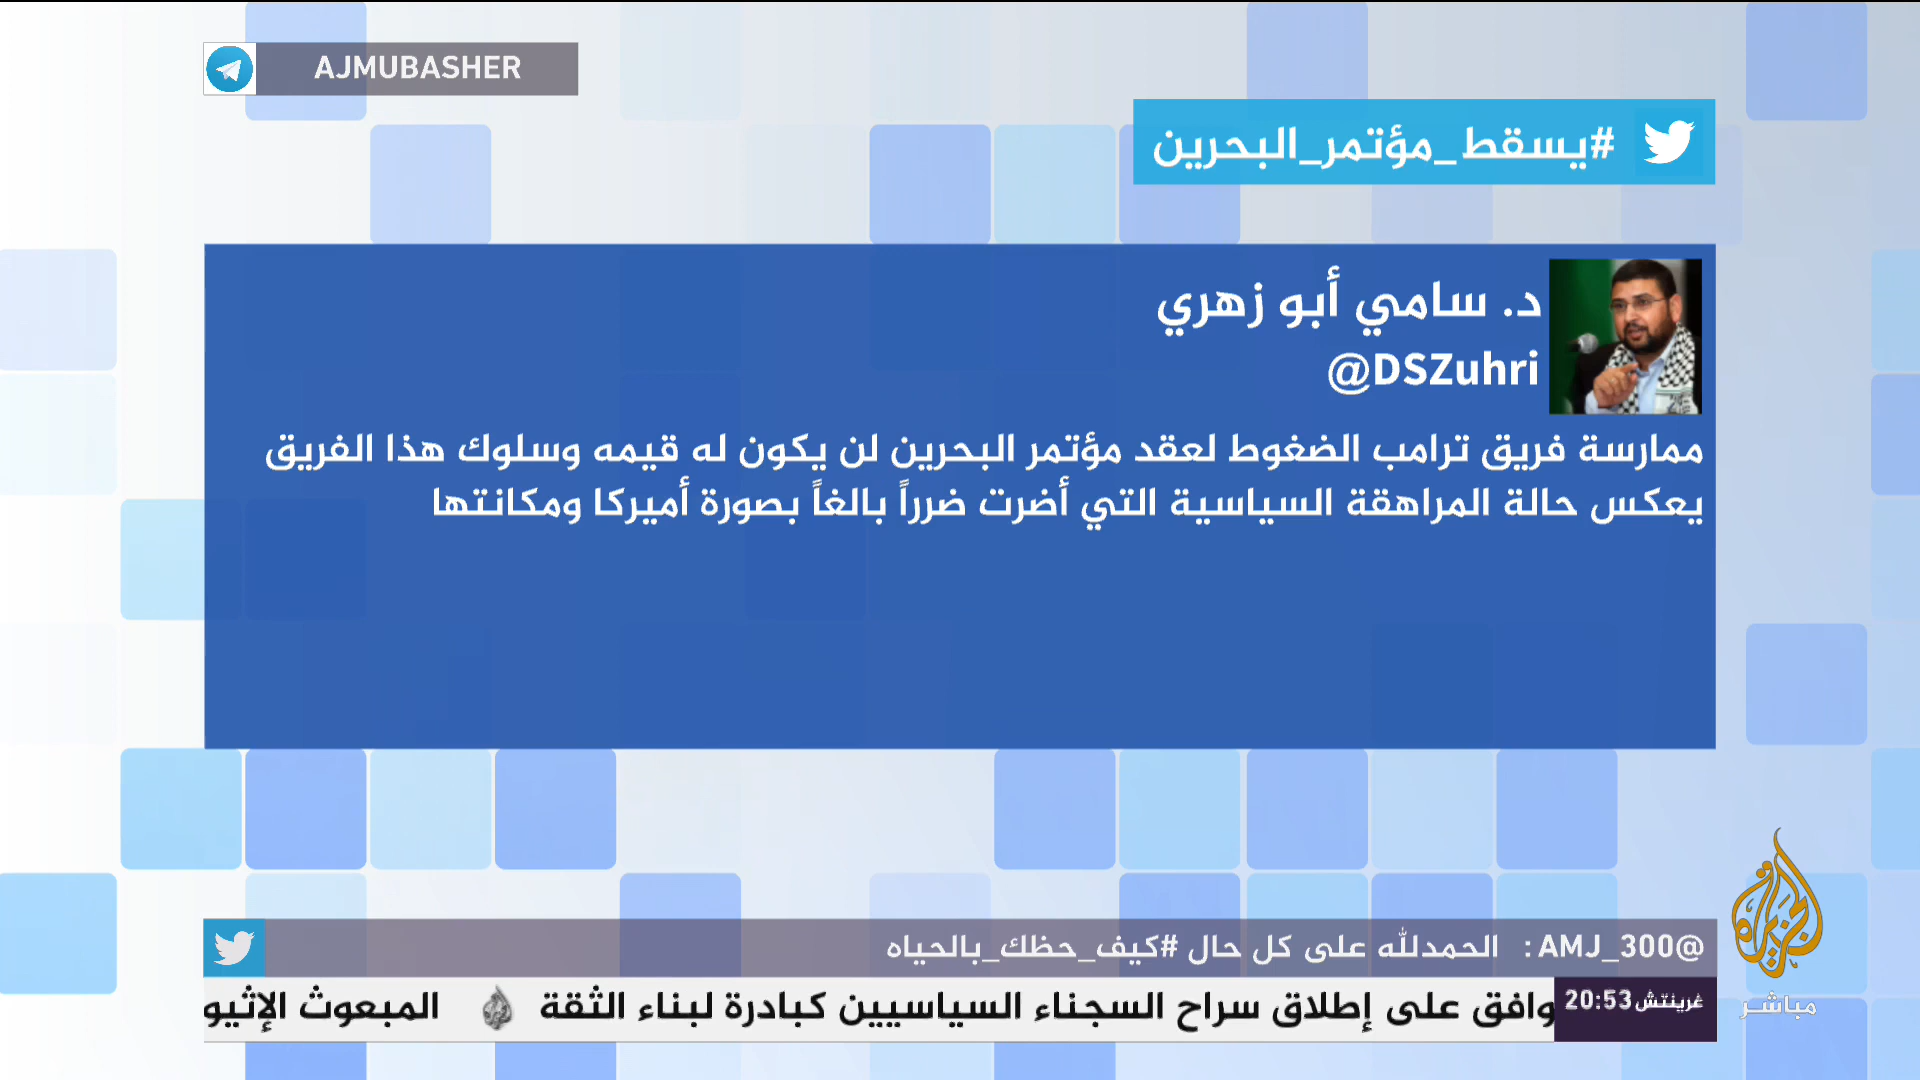 AJMUBASHER
#يسقط_مؤتمر_البحرين
د. سامي أبو زهري
@DSZuhri
ممارسة فريق ترامب الضغوط لعقد مؤتمر البحرين لن يكون له قيمه وسلوك هذا الفريق
يعكس حالة المراهقة السياسية التي أضرت ضرراً بالغاً بصورة أميركا ومكانتها
@AMJ_300 : الحمدلله على كل حال #كيف_حظك_بالحياه
غرينتش 20:53
وافق على إطلاق سراح السجناء السياسيين كبادرة لبناء الثقة المبعوث الإثيو
الجزيرة
مباشر